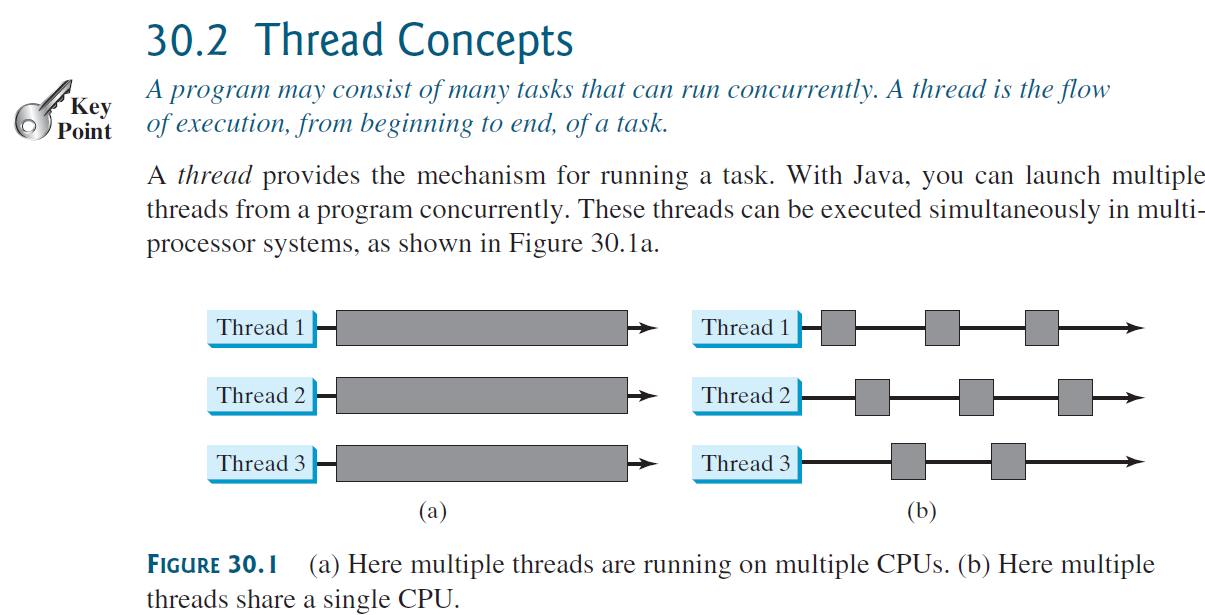 30.2 Thread Concepts
Key
Point
A program may consist of many tasks that can run concurrently. A thread is the flow
of execution, from beginning to end, of a task.
A thread provides the mechanism for running a task. With Java, you can launch multiple
threads from a program concurrently. These threads can be executed simultaneously in multi-
processor systems, as shown in Figure 30.1a.
Thread 1
Thread 2
Thread 3
(a)
Thread 1
Thread 2
Thread 3
(b)
FIGURE 30.1 (a) Here multiple threads are running on multiple CPUs. (b) Here multiple
threads share a single CPU.